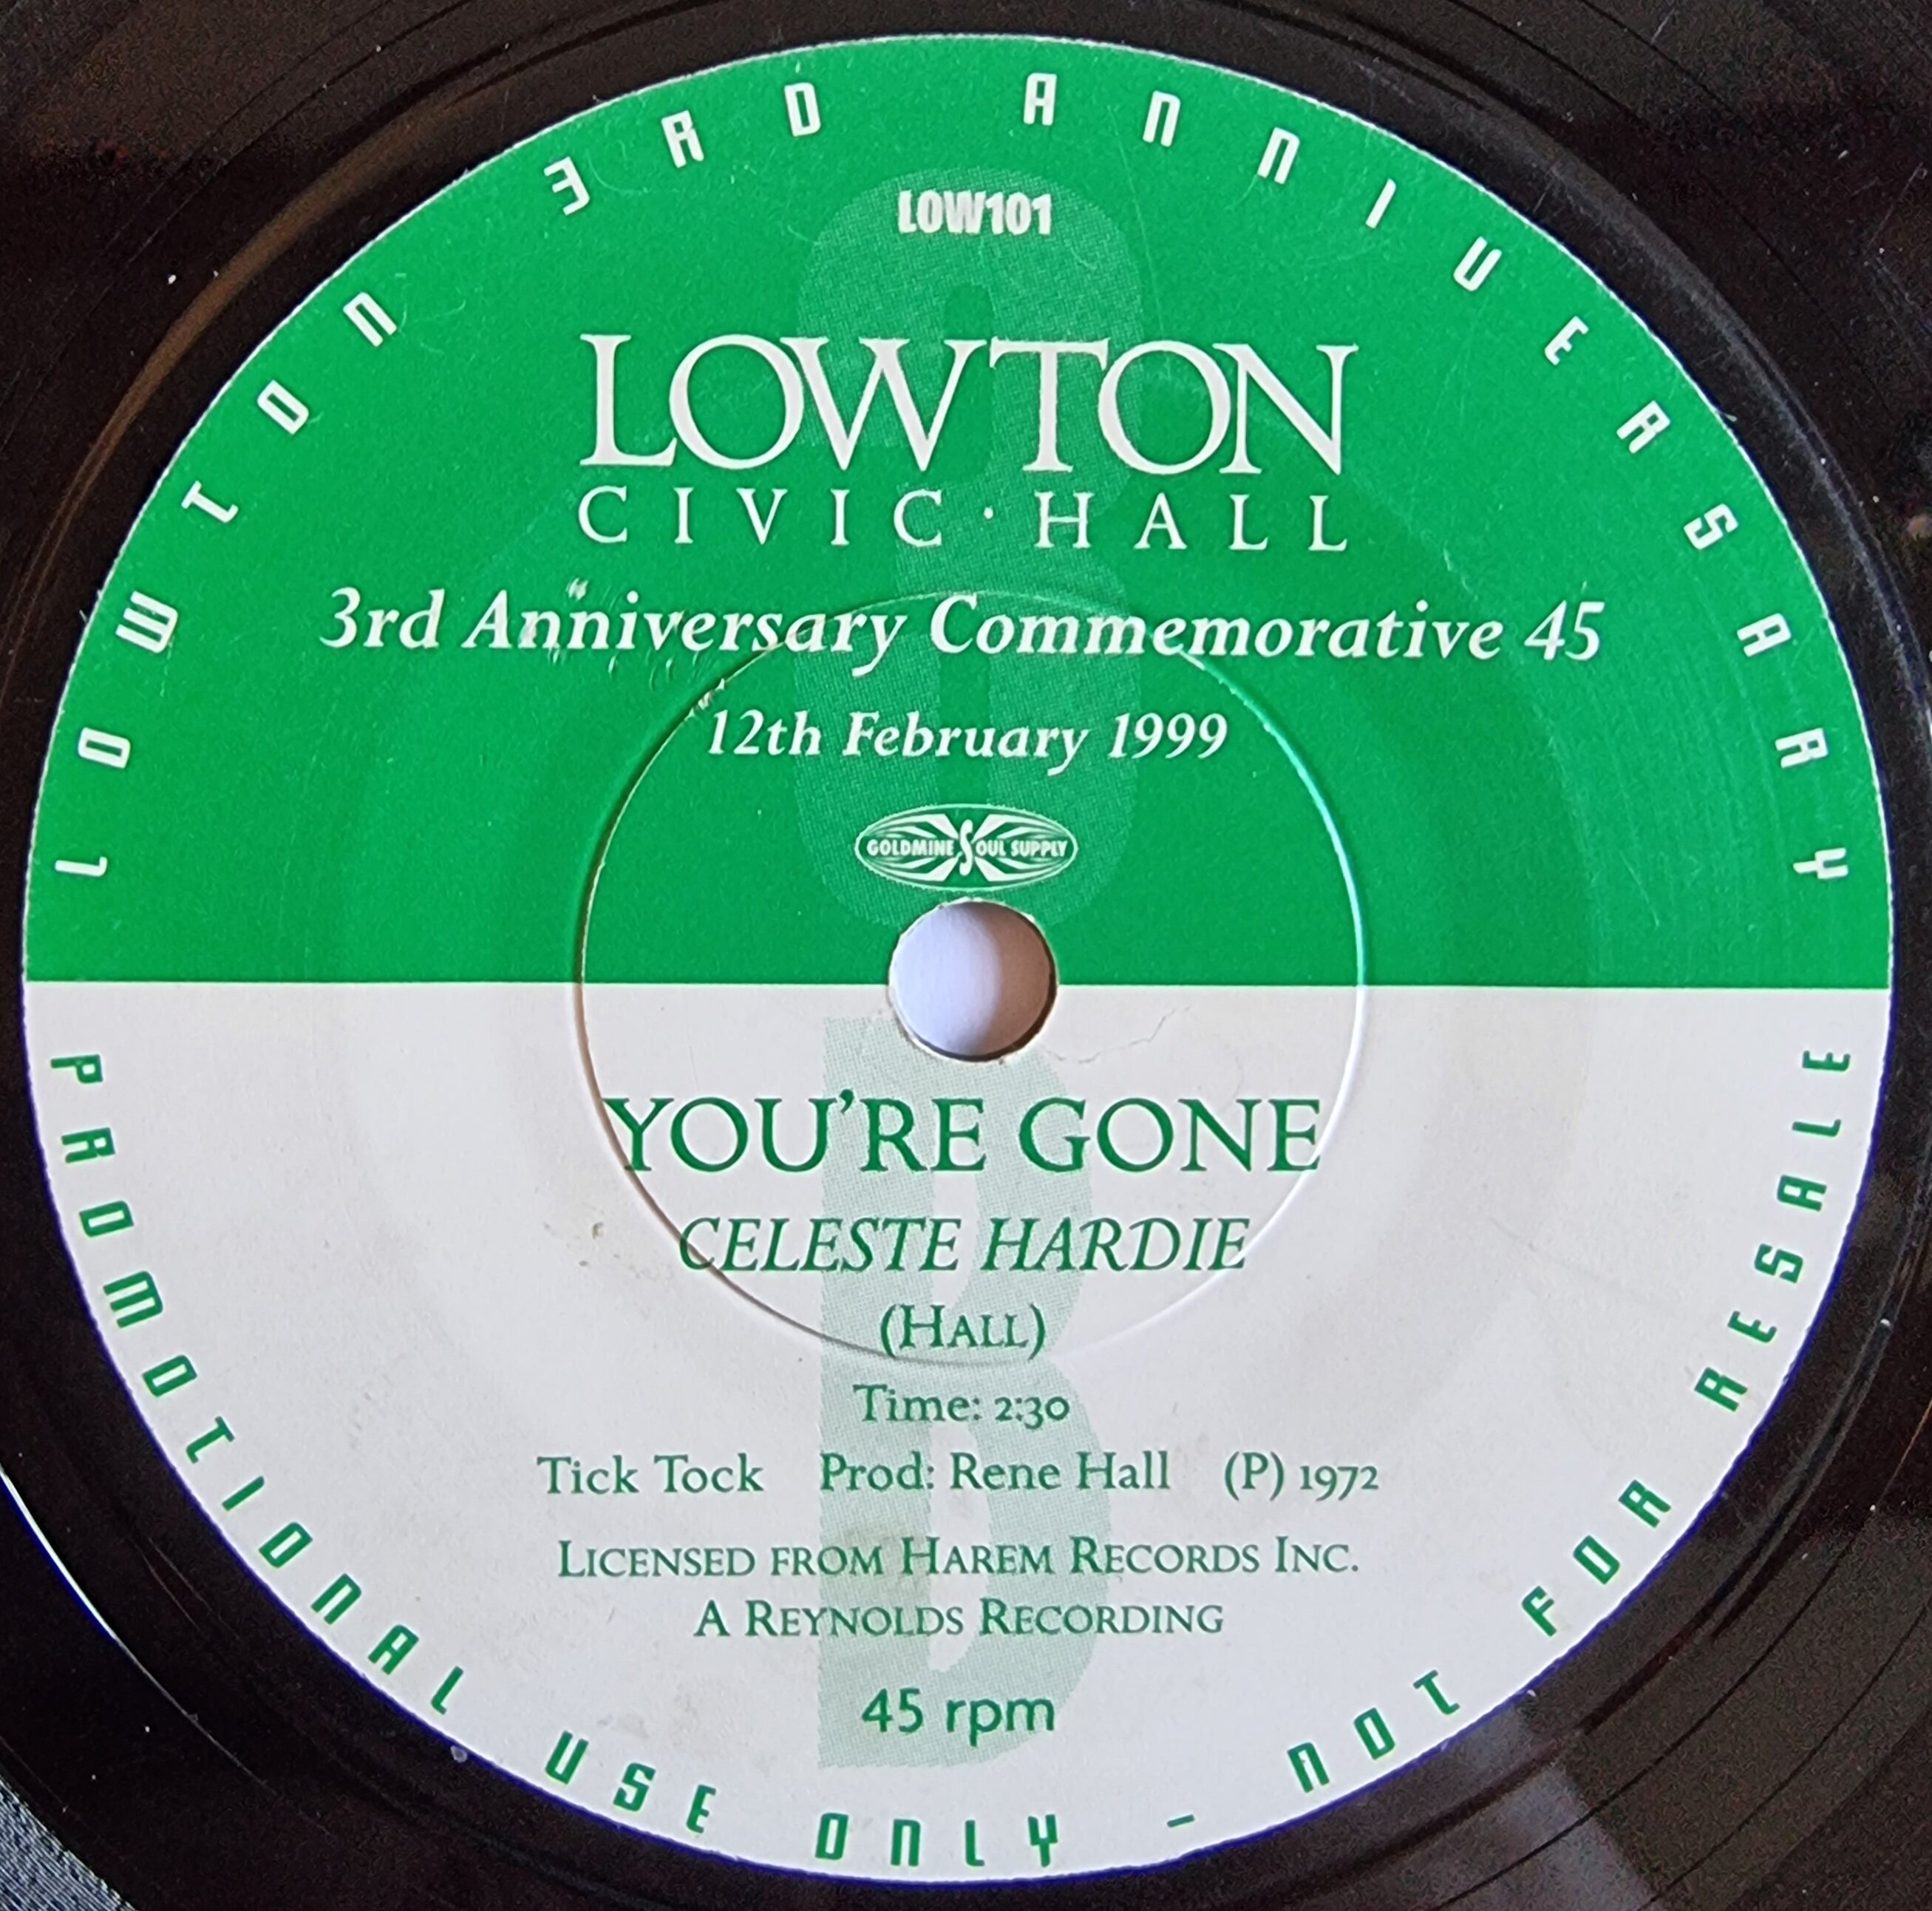 LOWTON 3RD ANNIVERSARY
LOW101
LOWTON
CIVIC·HALL
3rd Anniversary Commemorative 45
12th February 1999
GOLDMINE SOUL SUPPLY
YOU'RE GONE
CELESTE HARDIE
(HALL)
Time: 2:30
Tick Tock Prod: Rene Hall (P) 1972
LICENSED FROM HAREM RECORDS INC.
A REYNOLDS RECORDING
45 rpm
B
PROMOTIONAL USE ONLY - NOT FOR RESALE